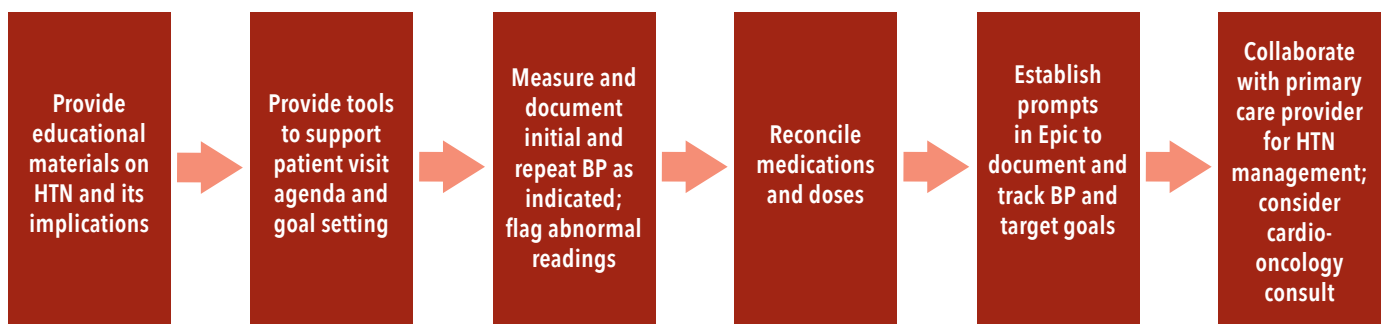 Provide
educational
materials on
HTN and its
implications
Provide tools
to support
patient visit
agenda and
goal setting
Measure and
document
initial and
repeat BP as
indicated;
flag abnormal
readings
Reconcile
medications
and doses
Establish
prompts
in Epic to
document and
track BP and
target goals
Collaborate
with primary
care provider
for HTN
management;
consider
cardio-
oncology
consult